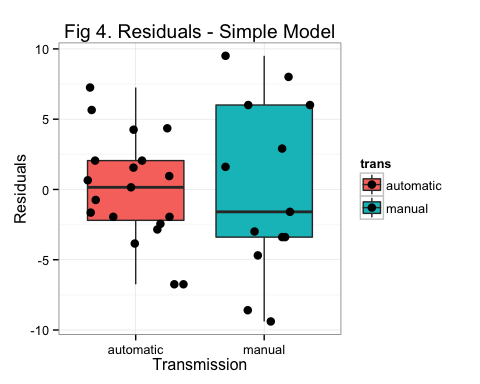 Fig 4. Residuals - Simple Model
10
5
0
-5
-10
Residuals
automatic
manual
Transmission
trans
automatic
manual